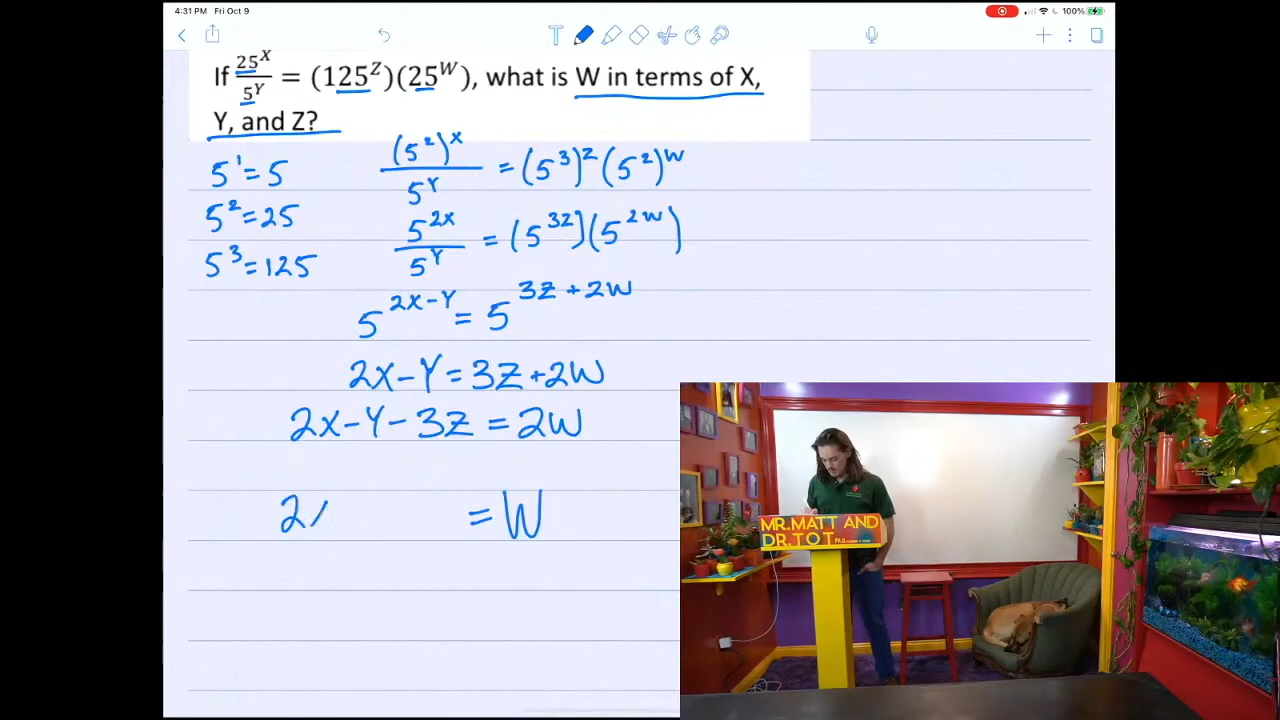 4:31 PM Fri Oct 9
100%
T
If 25^X / 5^Y = (125^Z)(25^W), what is W in terms of X,
Y, and Z?
5^1 = 5
5^2 = 25
5^3 = 125
(5^2)^X / 5^Y = (5^3)^Z (5^2)^W
5^2X / 5^Y = (5^3Z)(5^2W)
5^2X-Y = 5^3Z+2W
2X-Y=3Z+2W
2X-Y-3Z=2W
2 =W
MR.MATT AND
DR.TOT PH.D.